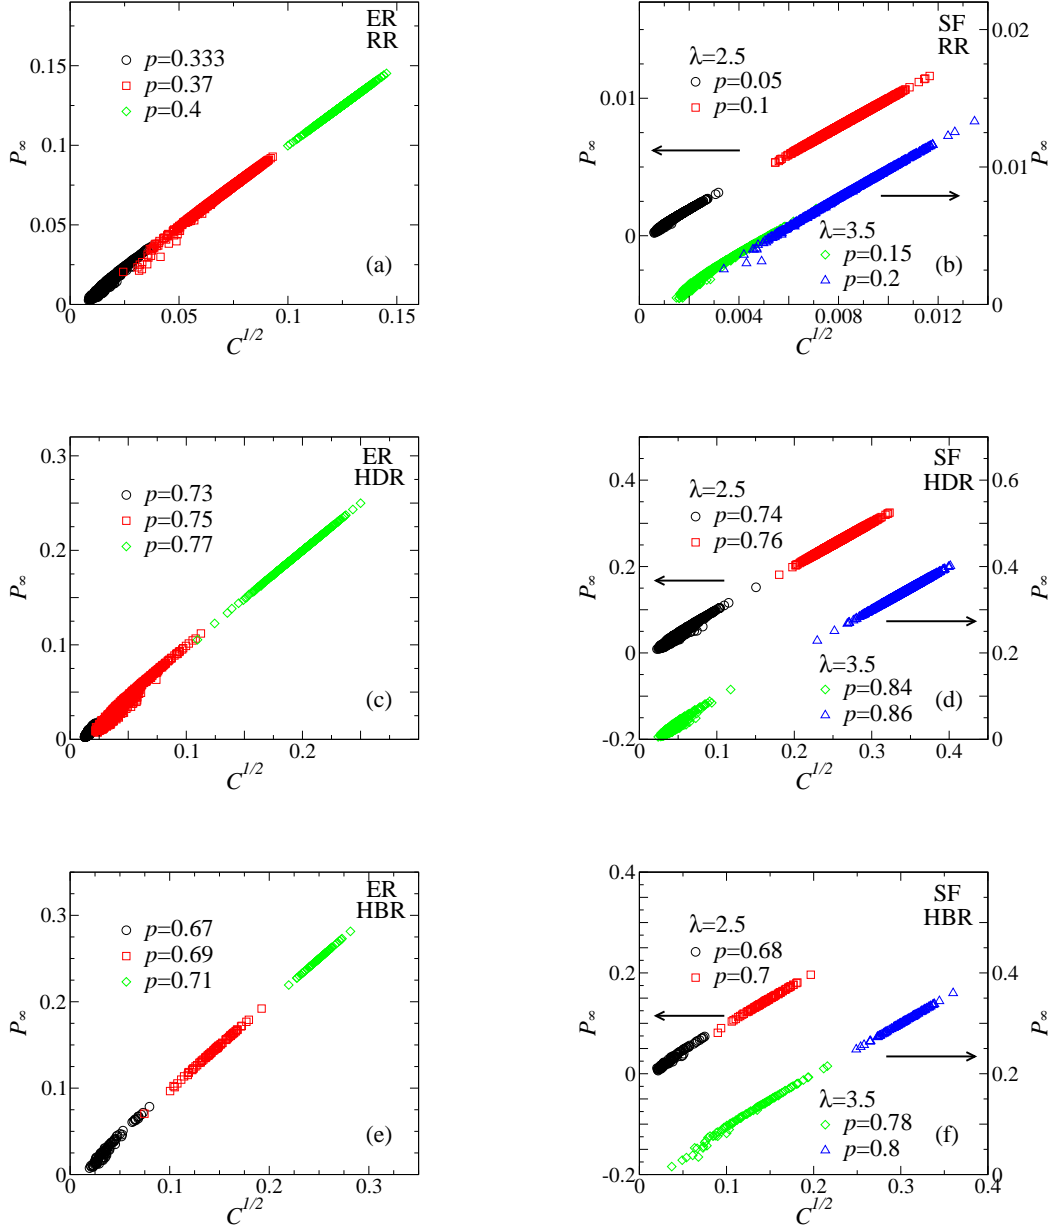 ER
RR
p=0.333
p=0.37
p=0.4
0.15
0.1
0.05
0
P∞
0 0.05 0.1 0.15
C^1/2
(a)
SF
RR
λ=2.5
p=0.05
p=0.1
λ=3.5
p=0.15
p=0.2
0.01
0
P∞
0.02
0.01
0
P∞
0 0.004 0.008 0.012
C^1/2
(b)
ER
HDR
p=0.73
p=0.75
p=0.77
0.3
0.2
0.1
0
P∞
0 0.1 0.2
C^1/2
(c)
SF
HDR
λ=2.5
p=0.74
p=0.76
λ=3.5
p=0.84
p=0.86
0.4
0.2
0
-0.2
P∞
0.6
0.4
0.2
0
P∞
0 0.1 0.2 0.3 0.4
C^1/2
(d)
ER
HBR
p=0.67
p=0.69
p=0.71
0.3
0.2
0.1
0
P∞
0 0.1 0.2 0.3
C^1/2
(e)
SF
HBR
λ=2.5
p=0.68
p=0.7
λ=3.5
p=0.78
p=0.8
0.4
0.2
0
-0.2
P∞
0.4
0.2
0
P∞
0 0.1 0.2 0.3 0.4
C^1/2
(f)